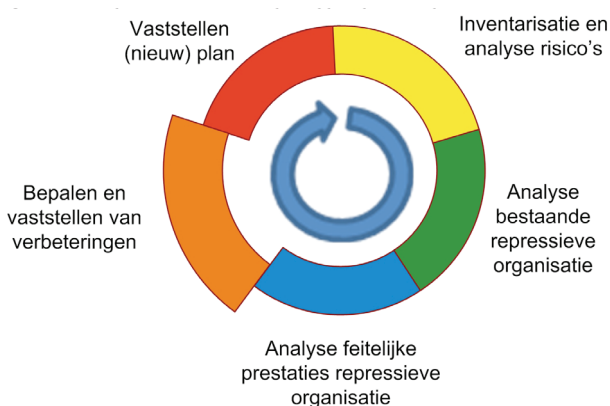 Vaststellen
(nieuw) plan
Inventarisatie en
analyse risico's
Analyse
bestaande
repressieve
organisatie
Analyse feitelijke
prestaties repressieve
organisatie
Bepalen en
vaststellen van
verbeteringen